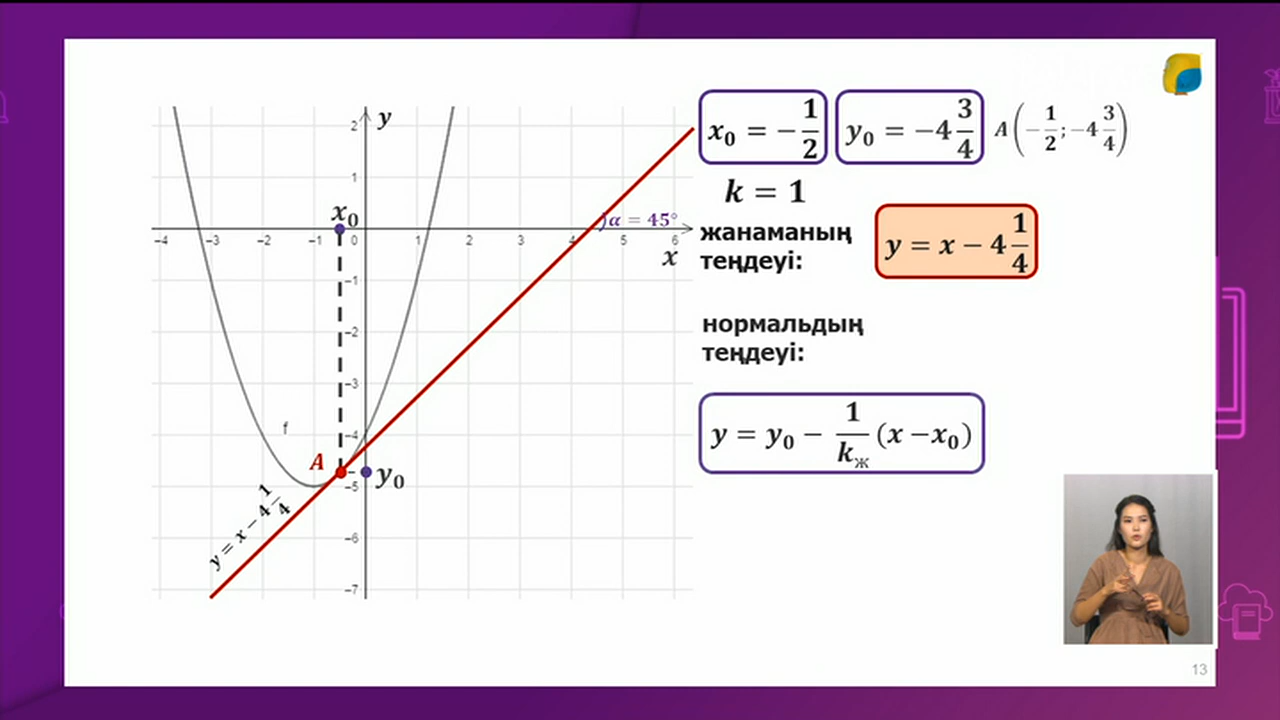 x₀ = −1/2
y₀ = −4 3/4
A(−1/2; −4 3/4)
k = 1
жанаманың
теңдеуі:
y = x − 4 1/4
нормальдың
теңдеуі:
y = y₀ − 1/kж (x − x₀)
y
2
1
x₀
α = 45°
−4 −3 −2 −1 0 1 2 3 4 5 6
x
−1
−2
−3
f
−4
A
y₀
−5
y = x − 4 1/4
−6
−7
13